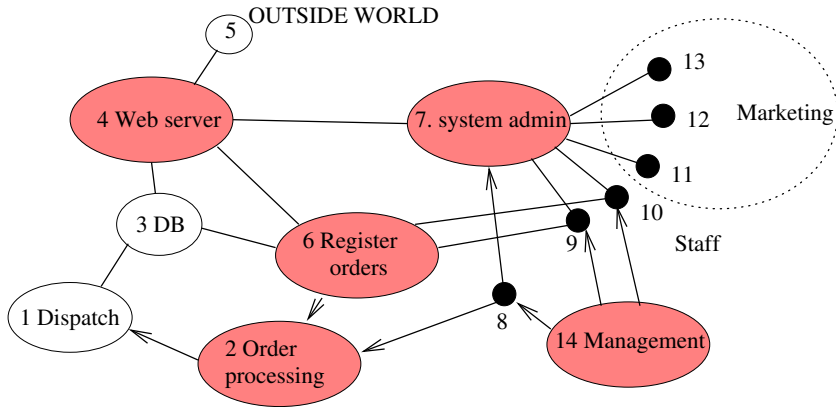 OUTSIDE WORLD
5
13
4 Web server
7. system admin
12
Marketing
11
3 DB
10
6 Register
orders
9
Staff
1 Dispatch
8
2 Order
processing
14 Management